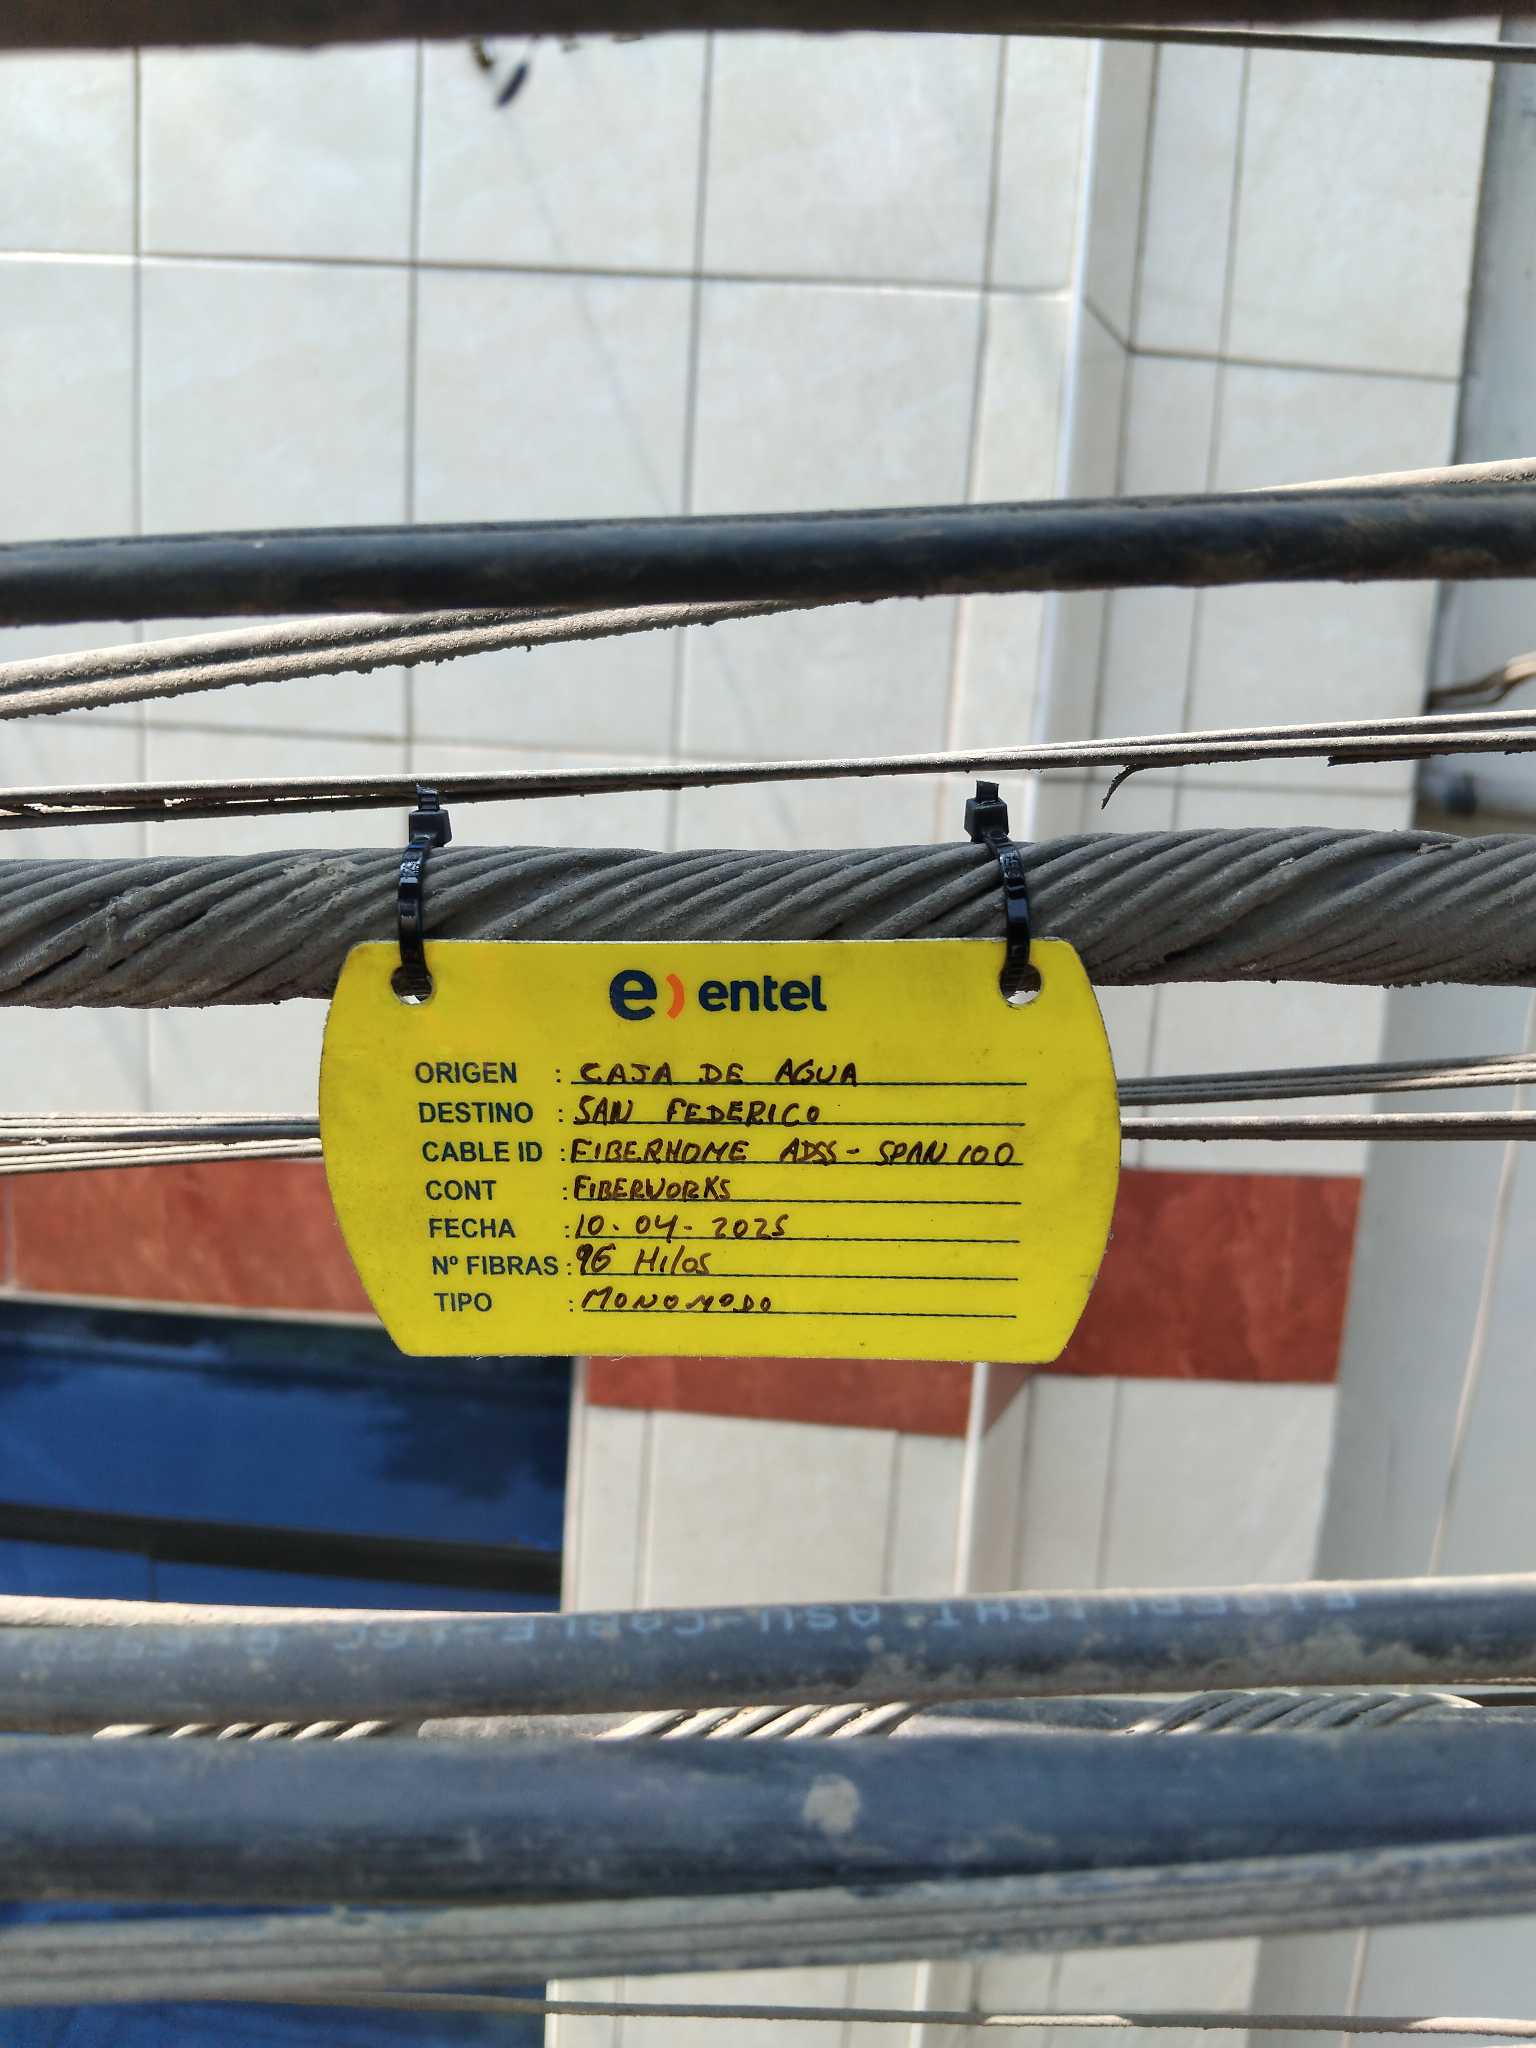 e) entel
ORIGEN : CAJA DE AGUA
DESTINO : SAN FEDERICO
CABLE ID : FIBERHOME ADSS - SPAN 100
CONT : FIBERWORKS
FECHA : 10-04-2025
Nº FIBRAS : 96 Hilos
TIPO : MONOMODO